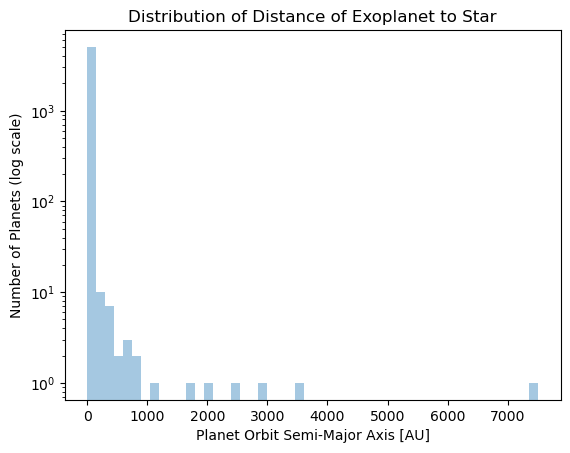 Distribution of Distance of Exoplanet to Star
Number of Planets (log scale)
10³
10²
10¹
10⁰
0 1000 2000 3000 4000 5000 6000 7000
Planet Orbit Semi-Major Axis [AU]